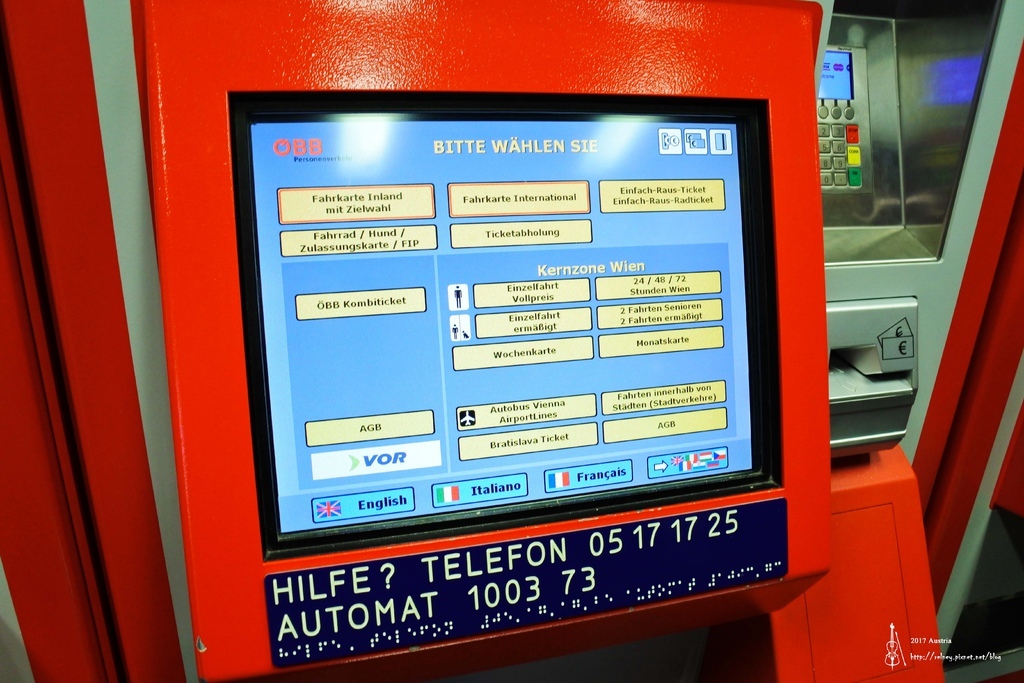 ÖBB
Personenverkehr
BITTE WÄHLEN SIE
Fahrkarte Inland
mit Zielwahl
Fahrkarte International
Einfach-Raus-Ticket
Einfach-Raus-Radticket
Fahrrad / Hund /
Zulassungskarte / FIP
Ticketabholung
ÖBB Kombiticket
Kernzone Wien
Einzelfahrt
Vollpreis
24 / 48 / 72
Stunden Wien
Einzelfahrt
ermäßigt
2 Fahrten Senioren
2 Fahrten ermäßigt
Wochenkarte
Monatskarte
AGB
VOR
Autobus Vienna
AirportLines
Fahrten innerhalb von
Städten (Stadtverkehre)
Bratislava Ticket
AGB
English
Italiano
Français
HILFE? TELEFON 05 17 17 25
AUTOMAT 1003 73
€
€
2017 Austria